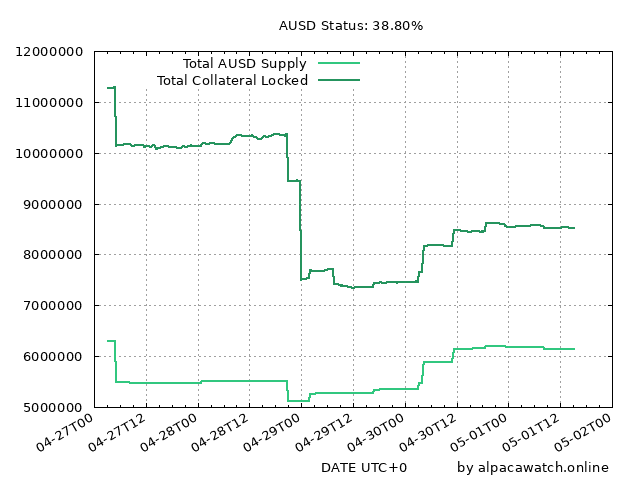 AUSD Status: 38.80%
12000000
11000000
10000000
9000000
8000000
7000000
6000000
5000000
Total AUSD Supply
Total Collateral Locked
04-27T00
04-27T12
04-28T00
04-28T12
04-29T00
04-29T12
04-30T00
04-30T12
05-01T00
05-01T12
05-02T00
DATE UTC+0 by alpacawatch.online